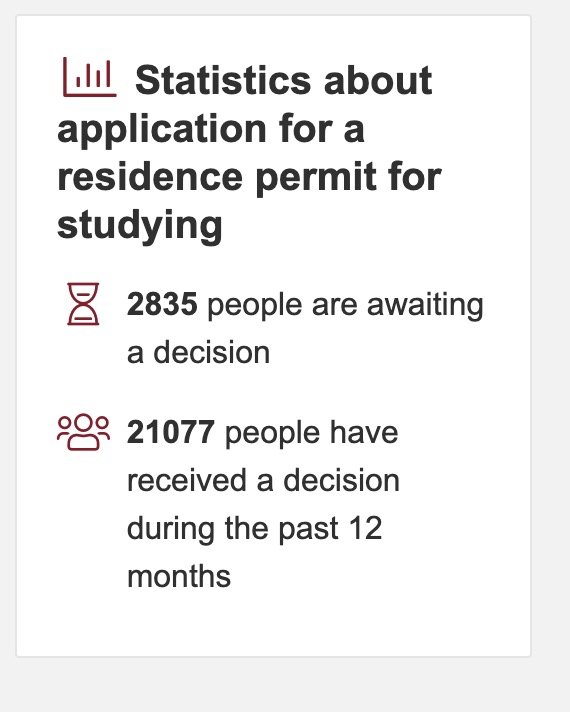 Statistics about
application for a
residence permit for
studying
2835 people are awaiting
a decision
21077 people have
received a decision
during the past 12
months